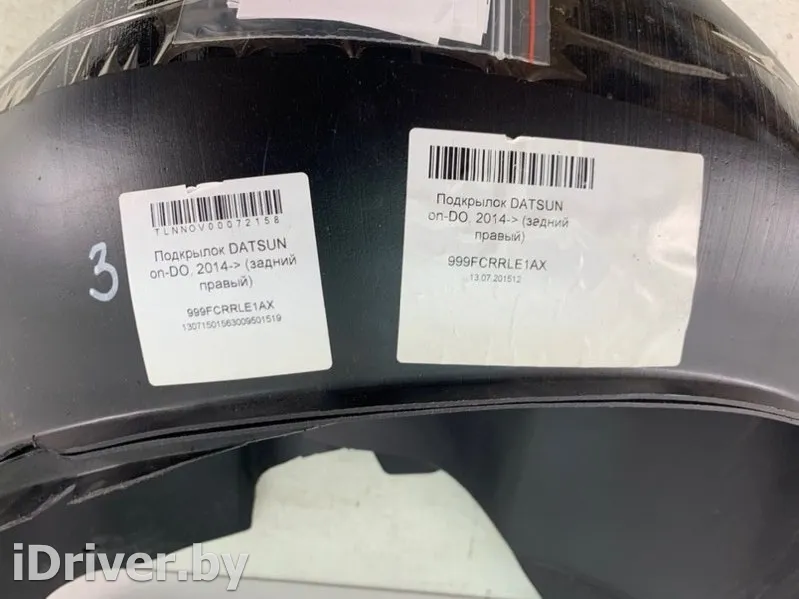 TLNNOV00072158
Подкрылок DATSUN
on-DO, 2014-> (задний
правый)
999FCRRLE1AX
13071501563009501519
Подкрылок DATSUN
on-DO, 2014-> (задний
правый)
999FCRRLE1AX
13.07.201512
3
iDriver.by